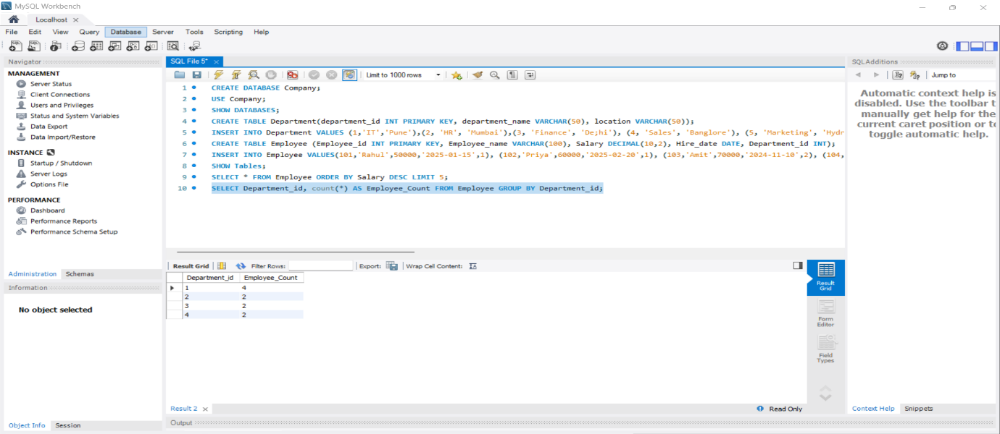 MySQL Workbench
Localhost
File Edit View Query Database Server Tools Scripting Help
Navigator
MANAGEMENT
Server Status
Client Connections
Users and Privileges
Status and System Variables
Data Export
Data Import/Restore
INSTANCE
Startup / Shutdown
Server Logs
Options File
PERFORMANCE
Dashboard
Performance Reports
Performance Schema Setup
Administration Schemas
Information
No object selected
Object Info Session
SQL File 5*
Limit to 1000 rows
1 CREATE DATABASE Company;
2 USE Company;
3 SHOW DATABASES;
4 CREATE TABLE Department(department_id INT PRIMARY KEY, department_name VARCHAR(50), location VARCHAR(50));
5 INSERT INTO Department VALUES (1,'IT','Pune'),(2, 'HR', 'Mumbai'),(3, 'Finance', 'De;hi'), (4, 'Sales', 'Banglore'), (5, 'Marketing', 'Hydr
6 CREATE TABLE Employee (Employee_id INT PRIMARY KEY, Employee_name VARCHAR(100), Salary DECIMAL(10,2), Hire_date DATE, Department_id INT);
7 INSERT INTO Employee VALUES(101,'Rahul',50000,'2025-01-15',1), (102,'Priya',60000,'2025-02-20',1), (103,'Amit',70000,'2024-11-10',2), (104,
8 SHOW Tables;
9 SELECT * FROM Employee ORDER BY Salary DESC LIMIT 5;
10 SELECT Department_id, count(*) AS Employee_Count FROM Employee GROUP BY Department_id;
Result Grid Filter Rows: Export: Wrap Cell Content:
Department_id Employee_Count
1 4
2 2
3 2
4 2
Result Grid
Form Editor
Field Types
Result 2 Read Only
Output
SQLAdditions
Jump to
Automatic context help is
disabled. Use the toolbar t
manually get help for the
current caret position or to
toggle automatic help.
Context Help Snippets